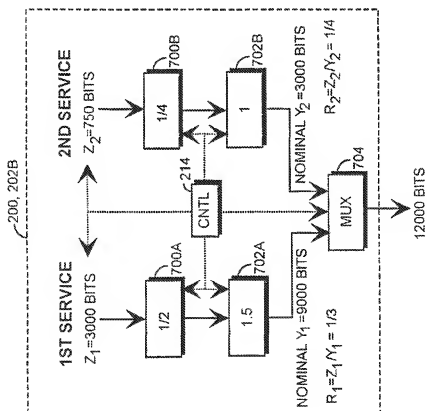 200, 202B
1ST SERVICE
Z₁=3000 BITS
2ND SERVICE
Z₂=750 BITS
700A
1/2
214
CNTL
700B
1/4
702A
1.5
702B
1
NOMINAL Y₁=9000 BITS
R₁=Z₁/Y₁ = 1/3
NOMINAL Y₂=3000 BITS
R₂=Z₂/Y₂ = 1/4
704
MUX
12000 BITS